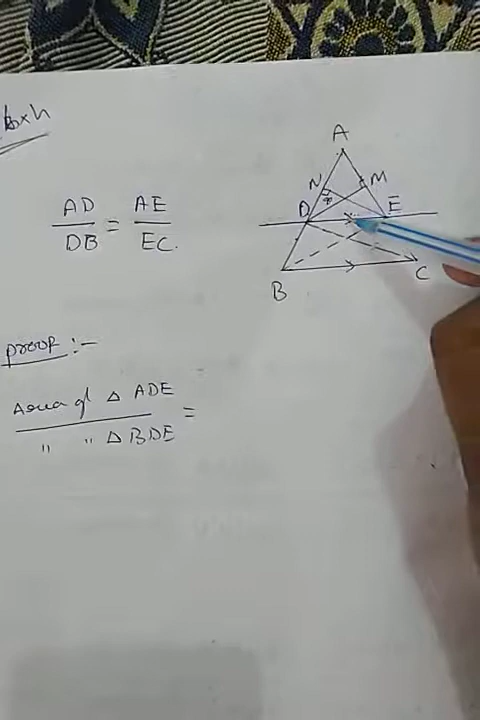 b×h
A
N M
D E
AD/DB = AE/EC.
B C
Proof :-
Area of △ ADE
—————— =
" " △ BDE